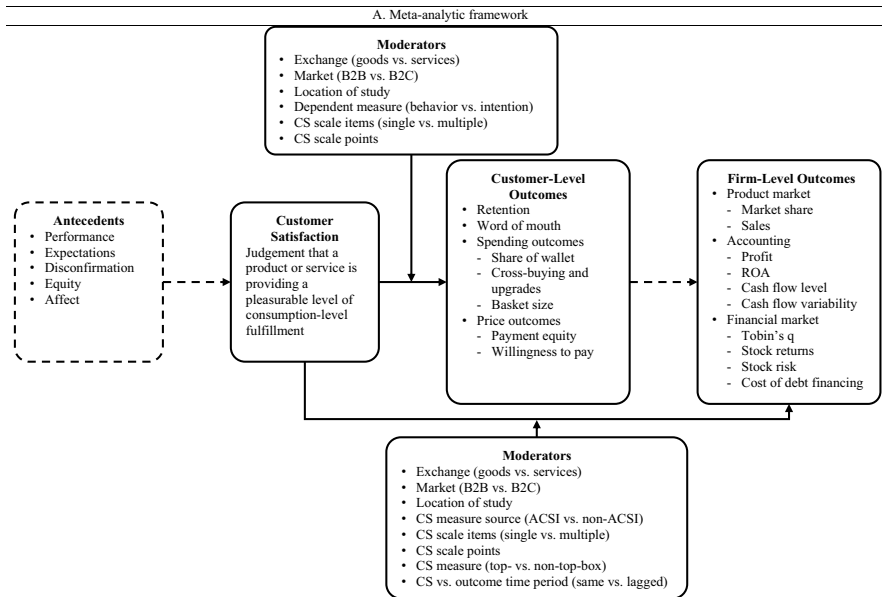 A. Meta-analytic framework
Moderators
• Exchange (goods vs. services)
• Market (B2B vs. B2C)
• Location of study
• Dependent measure (behavior vs. intention)
• CS scale items (single vs. multiple)
• CS scale points
Antecedents
• Performance
• Expectations
• Disconfirmation
• Equity
• Affect
Customer
Satisfaction
Judgement that a
product or service is
providing a
pleasurable level of
consumption-level
fulfillment
Customer-Level
Outcomes
• Retention
• Word of mouth
• Spending outcomes
- Share of wallet
- Cross-buying and
upgrades
- Basket size
• Price outcomes
- Payment equity
- Willingness to pay
Firm-Level Outcomes
• Product market
- Market share
- Sales
• Accounting
- Profit
- ROA
- Cash flow level
- Cash flow variability
• Financial market
- Tobin’s q
- Stock returns
- Stock risk
- Cost of debt financing
Moderators
• Exchange (goods vs. services)
• Market (B2B vs. B2C)
• Location of study
• CS measure source (ACSI vs. non-ACSI)
• CS scale items (single vs. multiple)
• CS scale points
• CS measure (top- vs. non-top-box)
• CS vs. outcome time period (same vs. lagged)